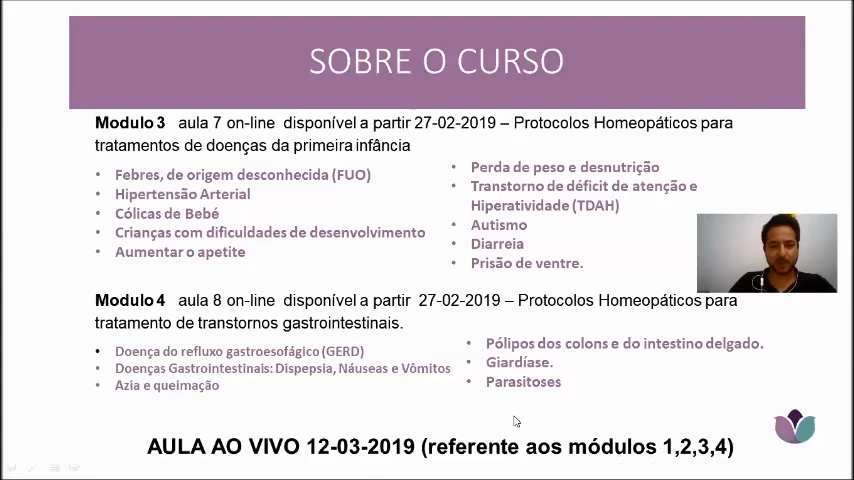 SOBRE O CURSO
Modulo 3 aula 7 on-line disponível a partir 27-02-2019 – Protocolos Homeopáticos para
tratamentos de doenças da primeira infância
• Febres, de origem desconhecida (FUO)
• Hipertensão Arterial
• Cólicas de Bebé
• Crianças com dificuldades de desenvolvimento
• Aumentar o apetite
• Perda de peso e desnutrição
• Transtorno de déficit de atenção e
Hiperatividade (TDAH)
• Autismo
• Diarreia
• Prisão de ventre.
Modulo 4 aula 8 on-line disponível a partir 27-02-2019 – Protocolos Homeopáticos para
tratamento de transtornos gastrointestinais.
• Doença do refluxo gastroesofágico (GERD)
• Doenças Gastrointestinais: Dispepsia, Náuseas e Vômitos
• Azia e queimação
• Pólipos dos colons e do intestino delgado.
• Giardíase.
• Parasitoses
AULA AO VIVO 12-03-2019 (referente aos módulos 1,2,3,4)